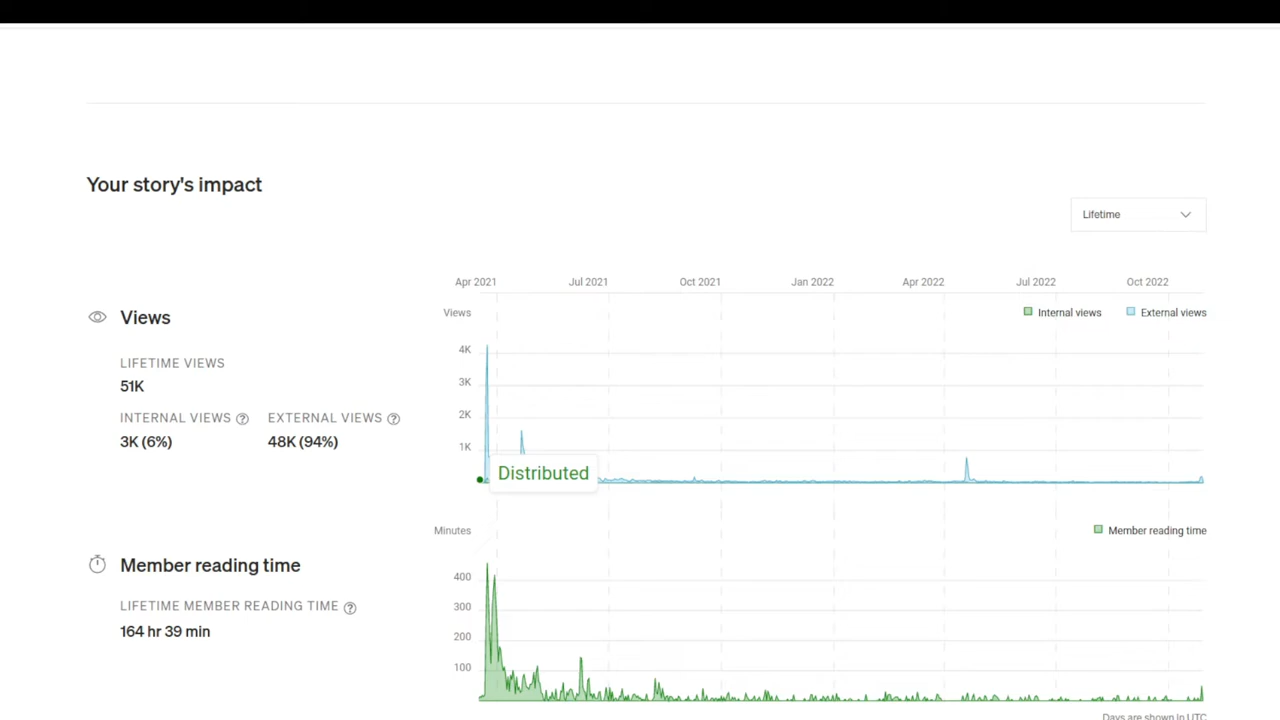 Your story's impact
Lifetime
Apr 2021 Jul 2021 Oct 2021 Jan 2022 Apr 2022 Jul 2022 Oct 2022
Views
Views
Internal views
External views
LIFETIME VIEWS
51K
INTERNAL VIEWS ?
EXTERNAL VIEWS ?
3K (6%)
48K (94%)
4K
3K
2K
1K
Distributed
Minutes
Member reading time
Member reading time
LIFETIME MEMBER READING TIME ?
164 hr 39 min
400
300
200
100
Days are shown in UTC